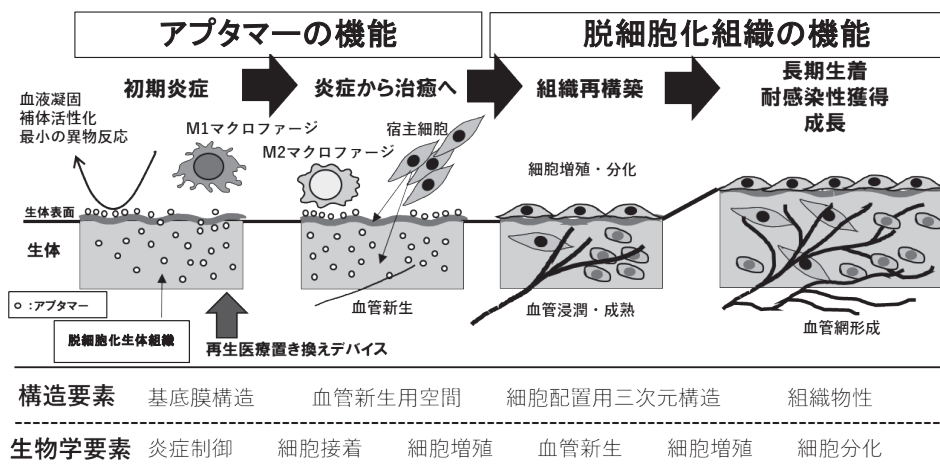 アプタマーの機能
脱細胞化組織の機能
初期炎症
炎症から治癒へ
組織再構築
長期生着
耐感染性獲得
成長
血液凝固
補体活性化
最小の異物反応
M1マクロファージ
M2マクロファージ
宿主細胞
細胞増殖・分化
生体表面
生体
○:アプタマー
脱細胞化生体組織
再生医療置き換えデバイス
血管新生
血管浸潤・成熟
血管網形成
構造要素 基底膜構造 血管新生用空間 細胞配置用三次元構造 組織物性
生物学要素 炎症制御 細胞接着 細胞増殖 血管新生 細胞増殖 細胞分化